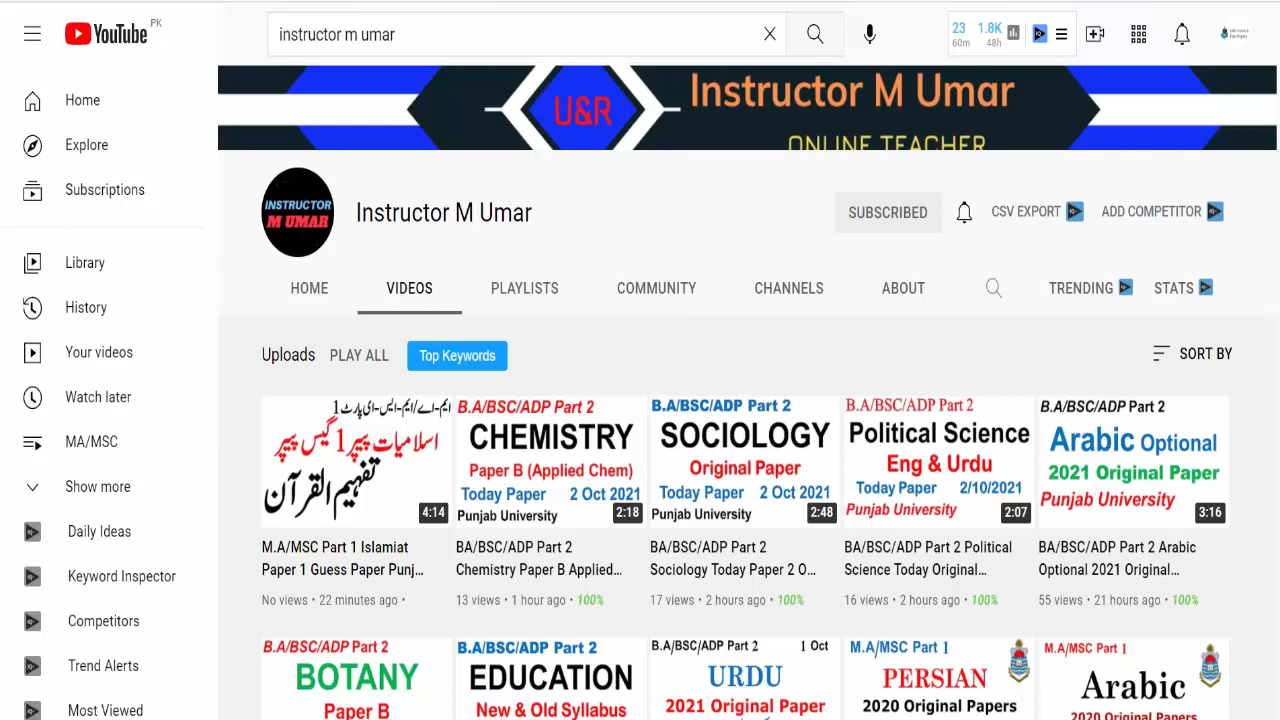 YouTube PK
instructor m umar
23 1.8K
60m 48h
Home
Explore
Subscriptions
Library
History
Your videos
Watch later
MA/MSC
Show more
Daily Ideas
Keyword Inspector
Competitors
Trend Alerts
Most Viewed
U&R
Instructor M Umar
ONLINE TEACHER
INSTRUCTOR
M UMAR
Instructor M Umar
SUBSCRIBED
CSV EXPORT
ADD COMPETITOR
HOME VIDEOS PLAYLISTS COMMUNITY CHANNELS ABOUT TRENDING STATS
Uploads PLAY ALL Top Keywords SORT BY
ایم-اے/ایم-ایس-ای پارٹ 1
اسلامیات پیپر 1 گیس پیپر
تفہیم القرآن
4:14
M.A/MSC Part 1 Islamiat
Paper 1 Guess Paper Punj...
No views • 22 minutes ago •
B.A/BSC/ADP Part 2
CHEMISTRY
Paper B (Applied Chem)
Today Paper 2 Oct 2021
Punjab University
2:18
BA/BSC/ADP Part 2
Chemistry Paper B Applied...
13 views • 1 hour ago • 100%
B.A/BSC/ADP Part 2
SOCIOLOGY
Original Paper
Today Paper 2 Oct 2021
Punjab University
2:48
BA/BSC/ADP Part 2
Sociology Today Paper 2 O...
17 views • 2 hours ago • 100%
B.A/BSC/ADP Part 2
Political Science
Eng & Urdu
Today Paper 2/10/2021
Punjab University
2:07
BA/BSC/ADP Part 2 Political
Science Today Original...
16 views • 2 hours ago • 100%
B.A/BSC/ADP Part 2
Arabic Optional
2021 Original Paper
Punjab University
3:16
BA/BSC/ADP Part 2 Arabic
Optional 2021 Original...
55 views • 21 hours ago • 100%
B.A/BSC/ADP Part 2
BOTANY
Paper B
B.A/BSC/ADP Part 2
EDUCATION
New & Old Syllabus
B.A/BSC/ADP Part 2 1 Oct
URDU
2021 Original Paper
M.A/MSC Part 1
PERSIAN
2020 Original Papers
M.A/MSC Part 1
Arabic
2020 Original Papers